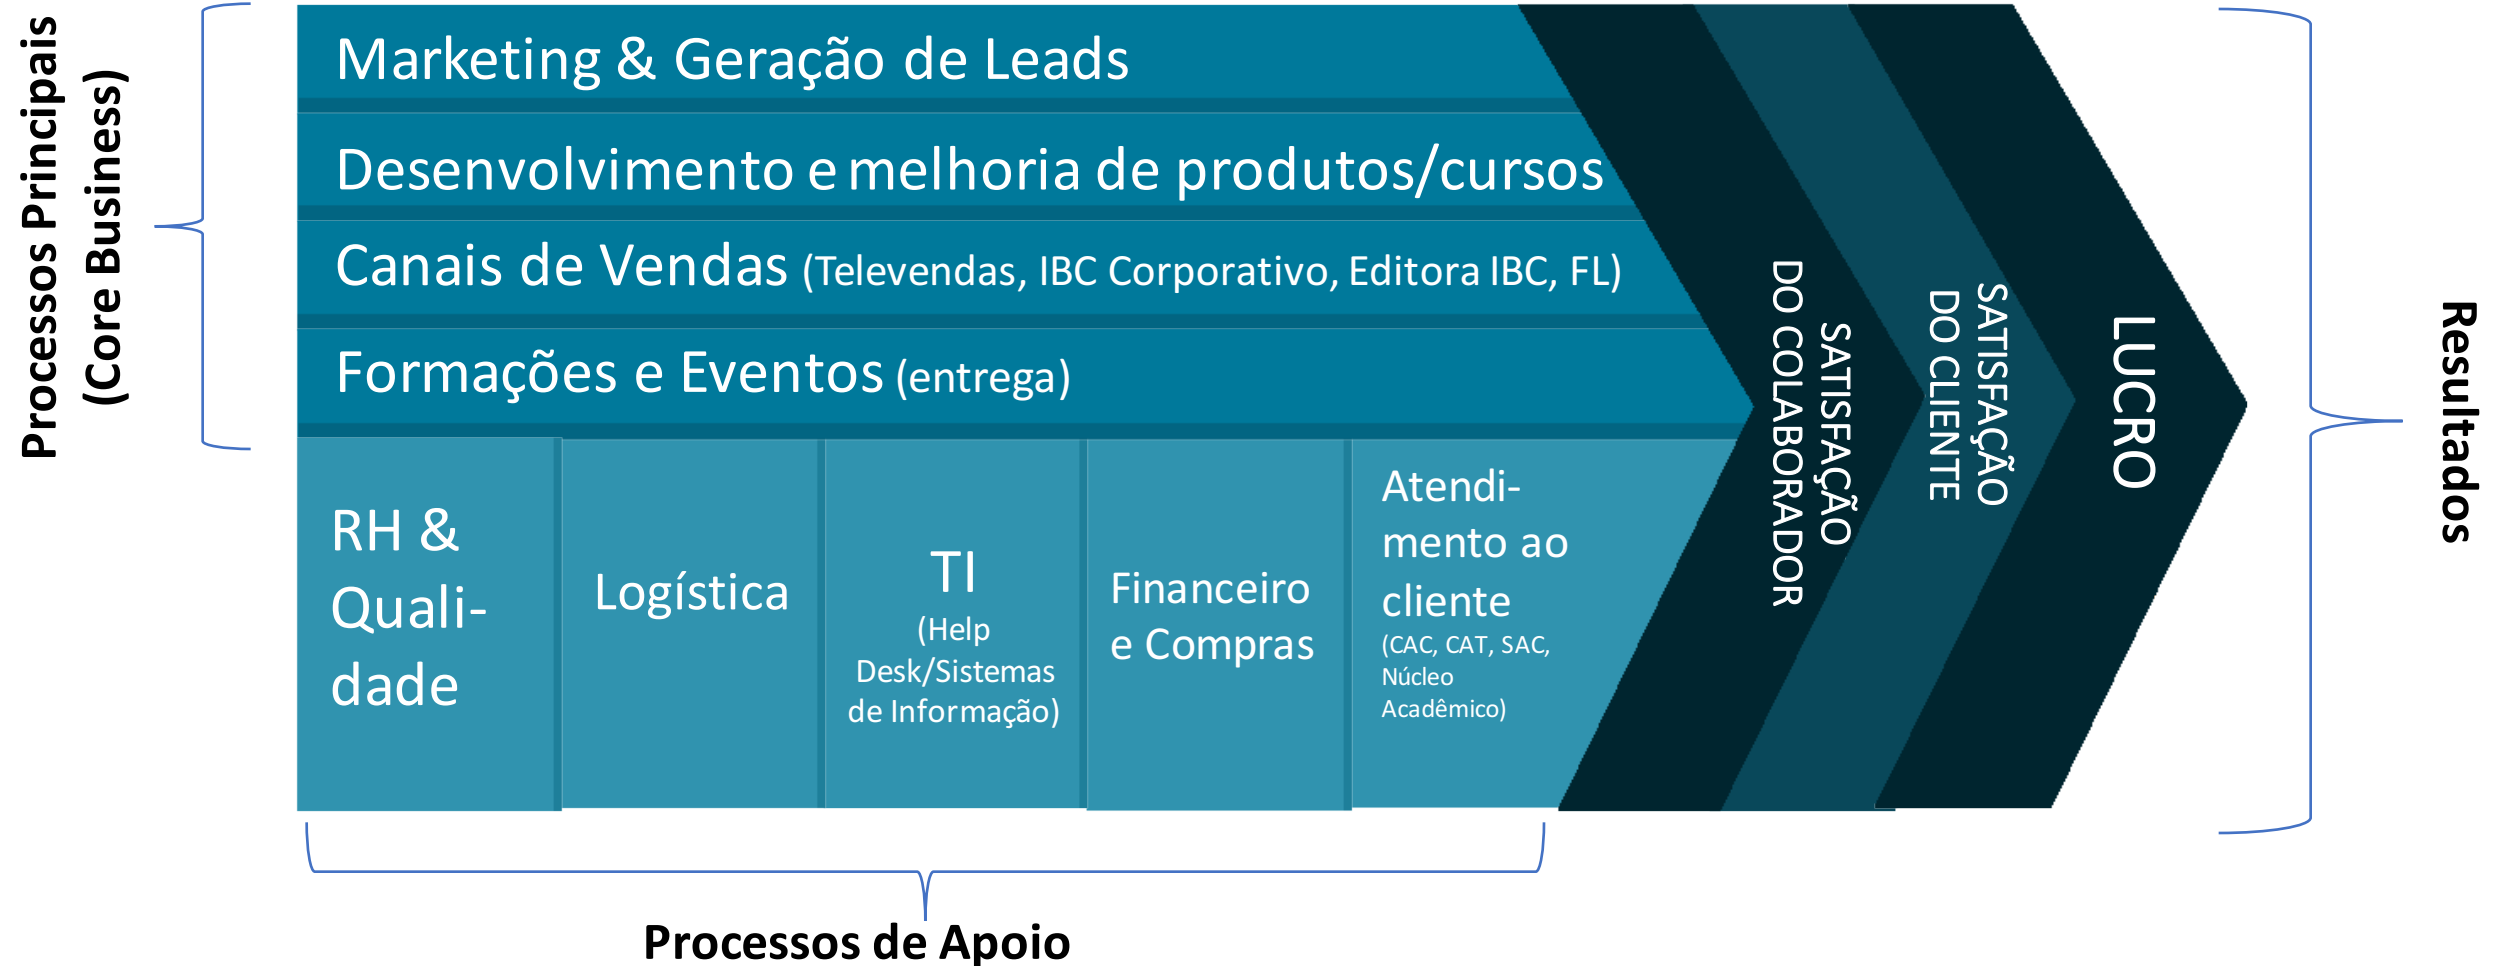 Processos Principais
(Core Business)
Marketing & Geração de Leads
Desenvolvimento e melhoria de produtos/cursos
Canais de Vendas (Televendas, IBC Corporativo, Editora IBC, FL)
Formações e Eventos (entrega)
RH &
Quali-
dade
Logística
TI
(Help
Desk/Sistemas
de Informação)
Financeiro
e Compras
Atendi-
mento ao
cliente
(CAC, CAT, SAC,
Núcleo
Acadêmico)
SATISFAÇÃO
DO COLABORADOR
SATISFAÇÃO
DO CLIENTE
LUCRO
Resultados
Processos de Apoio